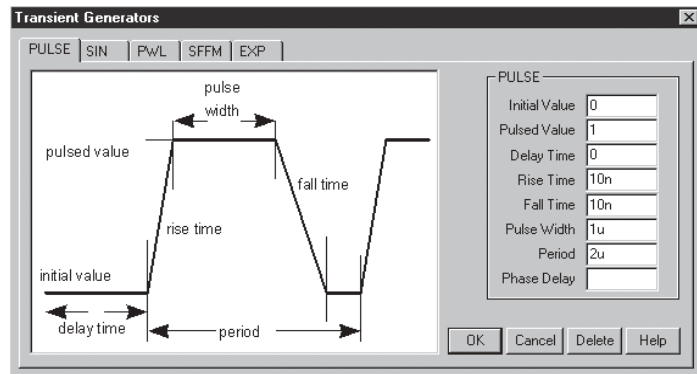 Transient Generators
PULSE SIN PWL SFFM EXP
pulse
width
pulsed value
fall time
rise time
initial value
delay time
period
PULSE
Initial Value 0
Pulsed Value 1
Delay Time 0
Rise Time 10n
Fall Time 10n
Pulse Width 1u
Period 2u
Phase Delay
OK Cancel Delete Help